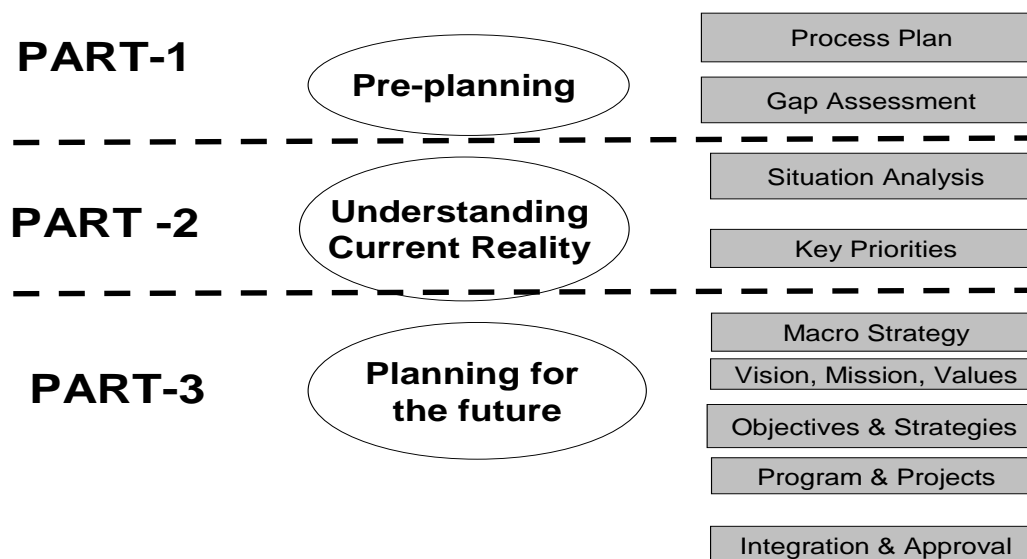 PART-1
Pre-planning
Process Plan
Gap Assessment
PART -2
Understanding
Current Reality
Situation Analysis
Key Priorities
PART-3
Planning for
the future
Macro Strategy
Vision, Mission, Values
Objectives & Strategies
Program & Projects
Integration & Approval